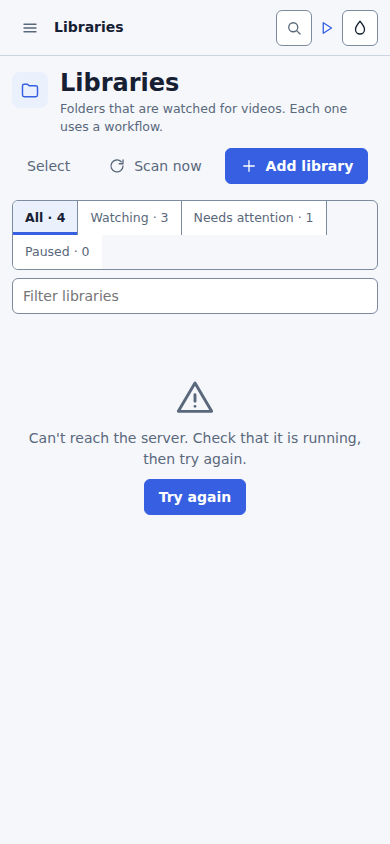 Libraries
Libraries
Folders that are watched for videos. Each one
uses a workflow.
Select
Scan now
Add library
All · 4
Watching · 3
Needs attention · 1
Paused · 0
Filter libraries
Can't reach the server. Check that it is running,
then try again.
Try again